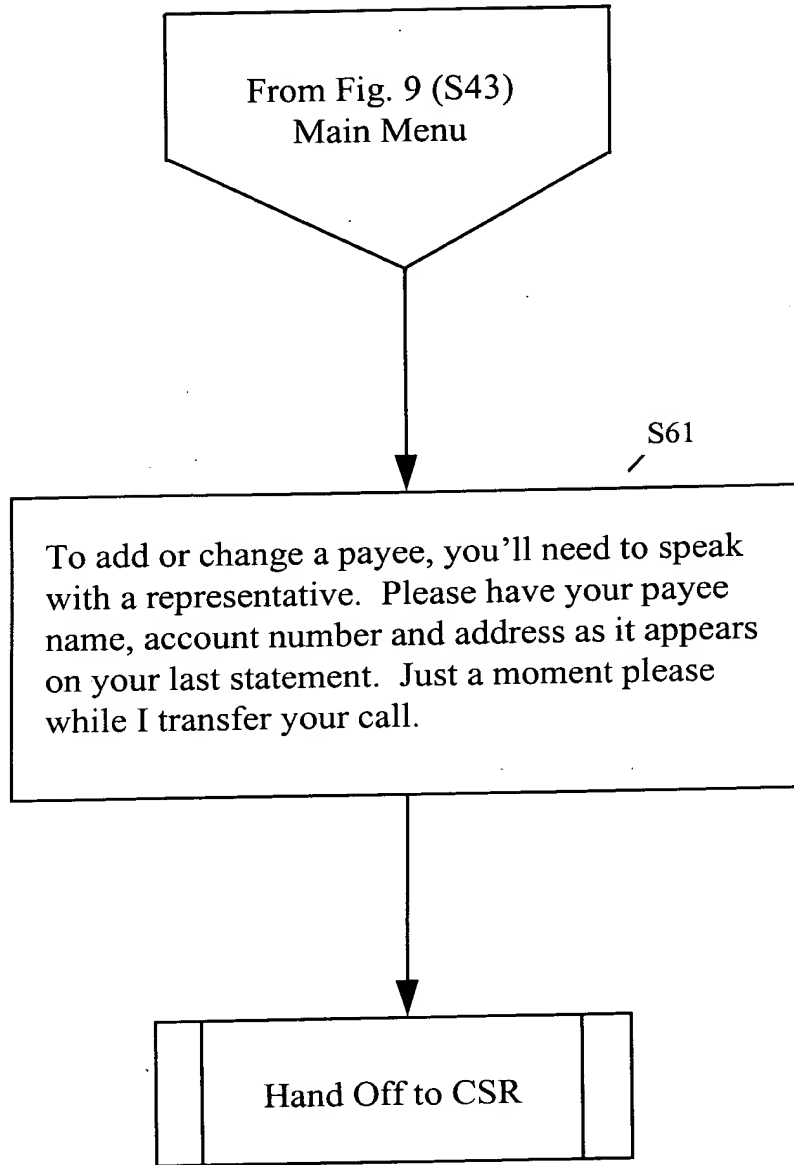 From Fig. 9 (S43)
Main Menu
S61
To add or change a payee, you’ll need to speak
with a representative.  Please have your payee
name, account number and address as it appears
on your last statement.  Just a moment please
while I transfer your call.
Hand Off to CSR